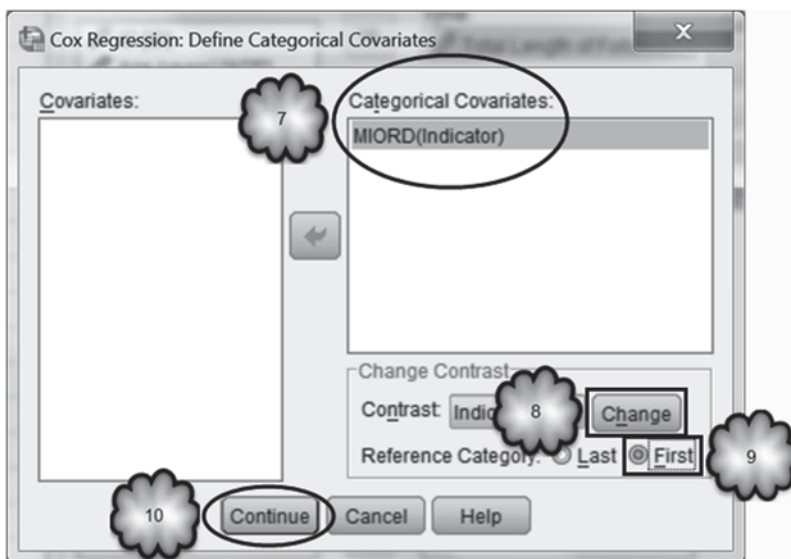 Cox Regression: Define Categorical Covariates
X
Covariates:
7
Categorical Covariates:
MIORD(Indicator)
Change Contrast
Contrast:
8
Change
Reference Category:
Last
First
9
10
Continue
Cancel
Help